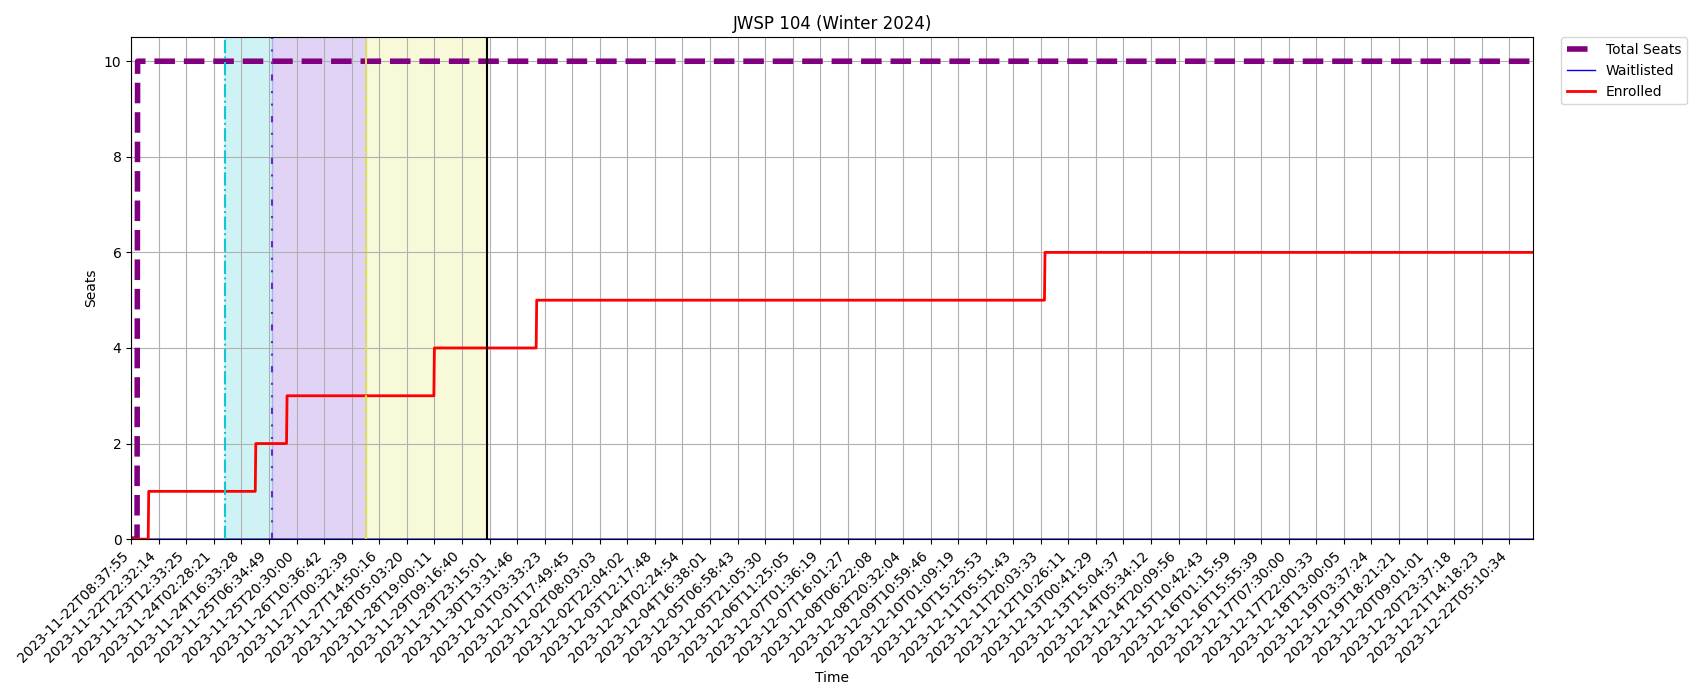 JWSP 104 (Winter 2024)
Total Seats
Waitlisted
Enrolled
10
8
6
4
2
0
Seats
2023-11-22T08:37:55
2023-11-22T22:32:14
2023-11-23T12:33:25
2023-11-24T02:28:21
2023-11-24T16:33:28
2023-11-25T06:34:49
2023-11-25T20:30:00
2023-11-26T10:36:42
2023-11-27T00:32:39
2023-11-27T14:50:16
2023-11-28T05:03:20
2023-11-28T19:00:11
2023-11-29T09:16:40
2023-11-29T23:15:01
2023-11-30T13:31:46
2023-12-01T03:33:23
2023-12-01T17:49:45
2023-12-02T08:03:03
2023-12-02T22:04:02
2023-12-03T12:17:48
2023-12-04T02:24:54
2023-12-04T16:38:01
2023-12-05T06:58:43
2023-12-05T21:05:30
2023-12-06T11:25:05
2023-12-07T01:36:19
2023-12-07T16:01:27
2023-12-08T06:22:08
2023-12-08T20:32:04
2023-12-09T10:59:46
2023-12-10T01:09:19
2023-12-10T15:25:53
2023-12-11T05:51:43
2023-12-11T20:03:33
2023-12-12T10:26:11
2023-12-13T00:41:29
2023-12-13T15:04:37
2023-12-14T05:34:12
2023-12-14T20:09:56
2023-12-15T10:42:43
2023-12-16T01:15:59
2023-12-16T15:55:39
2023-12-17T07:30:00
2023-12-17T22:00:33
2023-12-18T13:00:05
2023-12-19T03:37:24
2023-12-19T18:21:21
2023-12-20T09:01:01
2023-12-20T23:37:18
2023-12-21T14:18:23
2023-12-22T05:10:34
Time